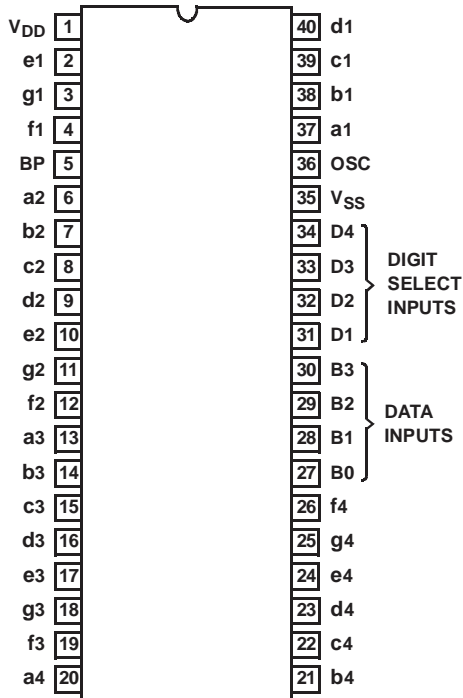 VDD 1 40 d1
e1 2 39 c1
g1 3 38 b1
f1 4 37 a1
BP 5 36 OSC
a2 6 35 VSS
b2 7 34 D4
c2 8 33 D3
d2 9 32 D2
e2 10 31 D1
DIGIT
SELECT
INPUTS
g2 11 30 B3
f2 12 29 B2
a3 13 28 B1
b3 14 27 B0
DATA
INPUTS
c3 15 26 f4
d3 16 25 g4
e3 17 24 e4
g3 18 23 d4
f3 19 22 c4
a4 20 21 b4